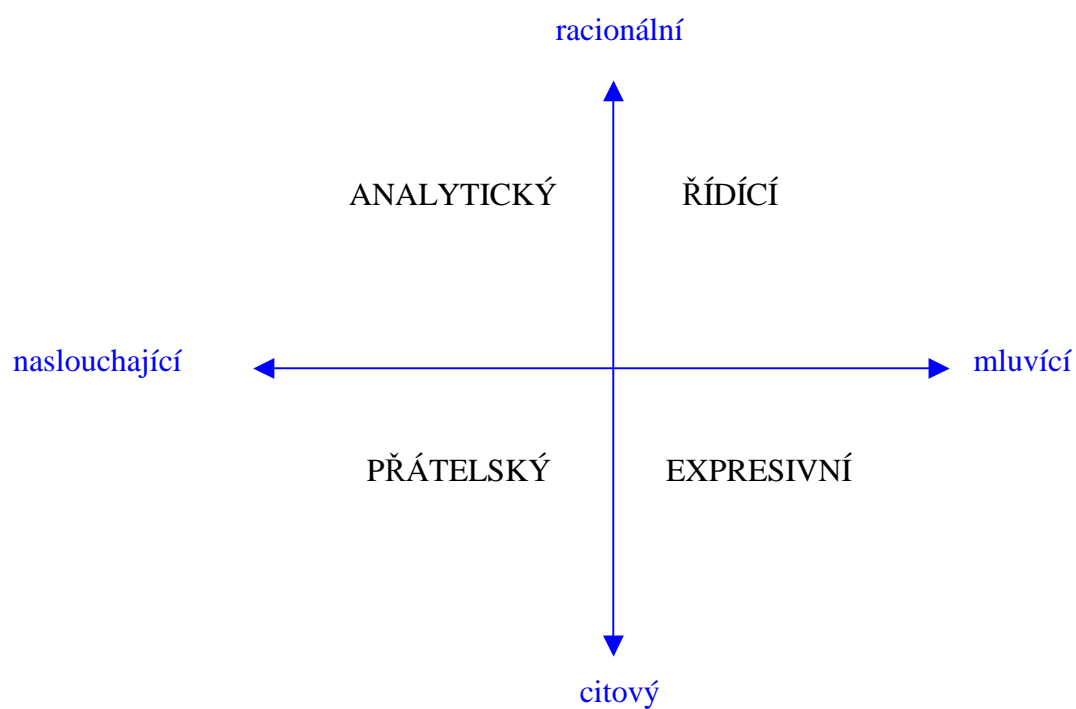 racionální
ANALYTICKÝ ŘÍDÍCÍ
naslouchající mluvící
PŘÁTELSKÝ EXPRESIVNÍ
citový